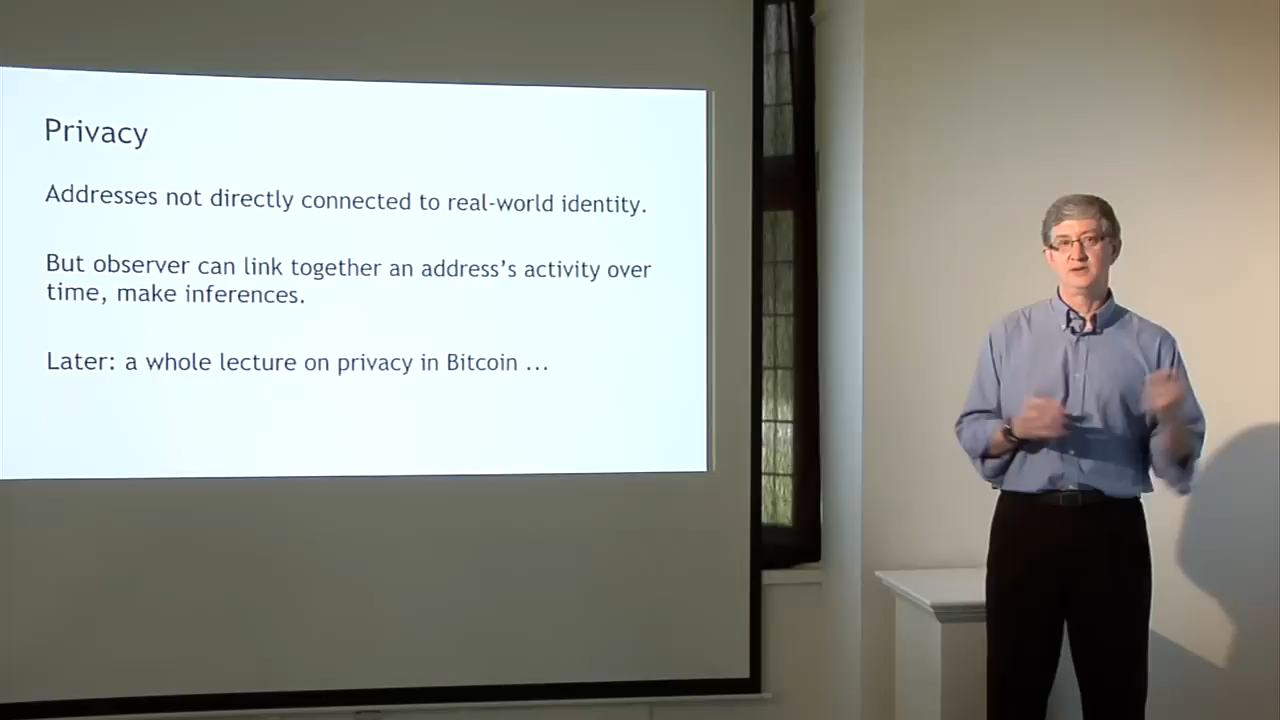 Privacy
Addresses not directly connected to real-world identity.
But observer can link together an address's activity over
time, make inferences.
Later: a whole lecture on privacy in Bitcoin ...